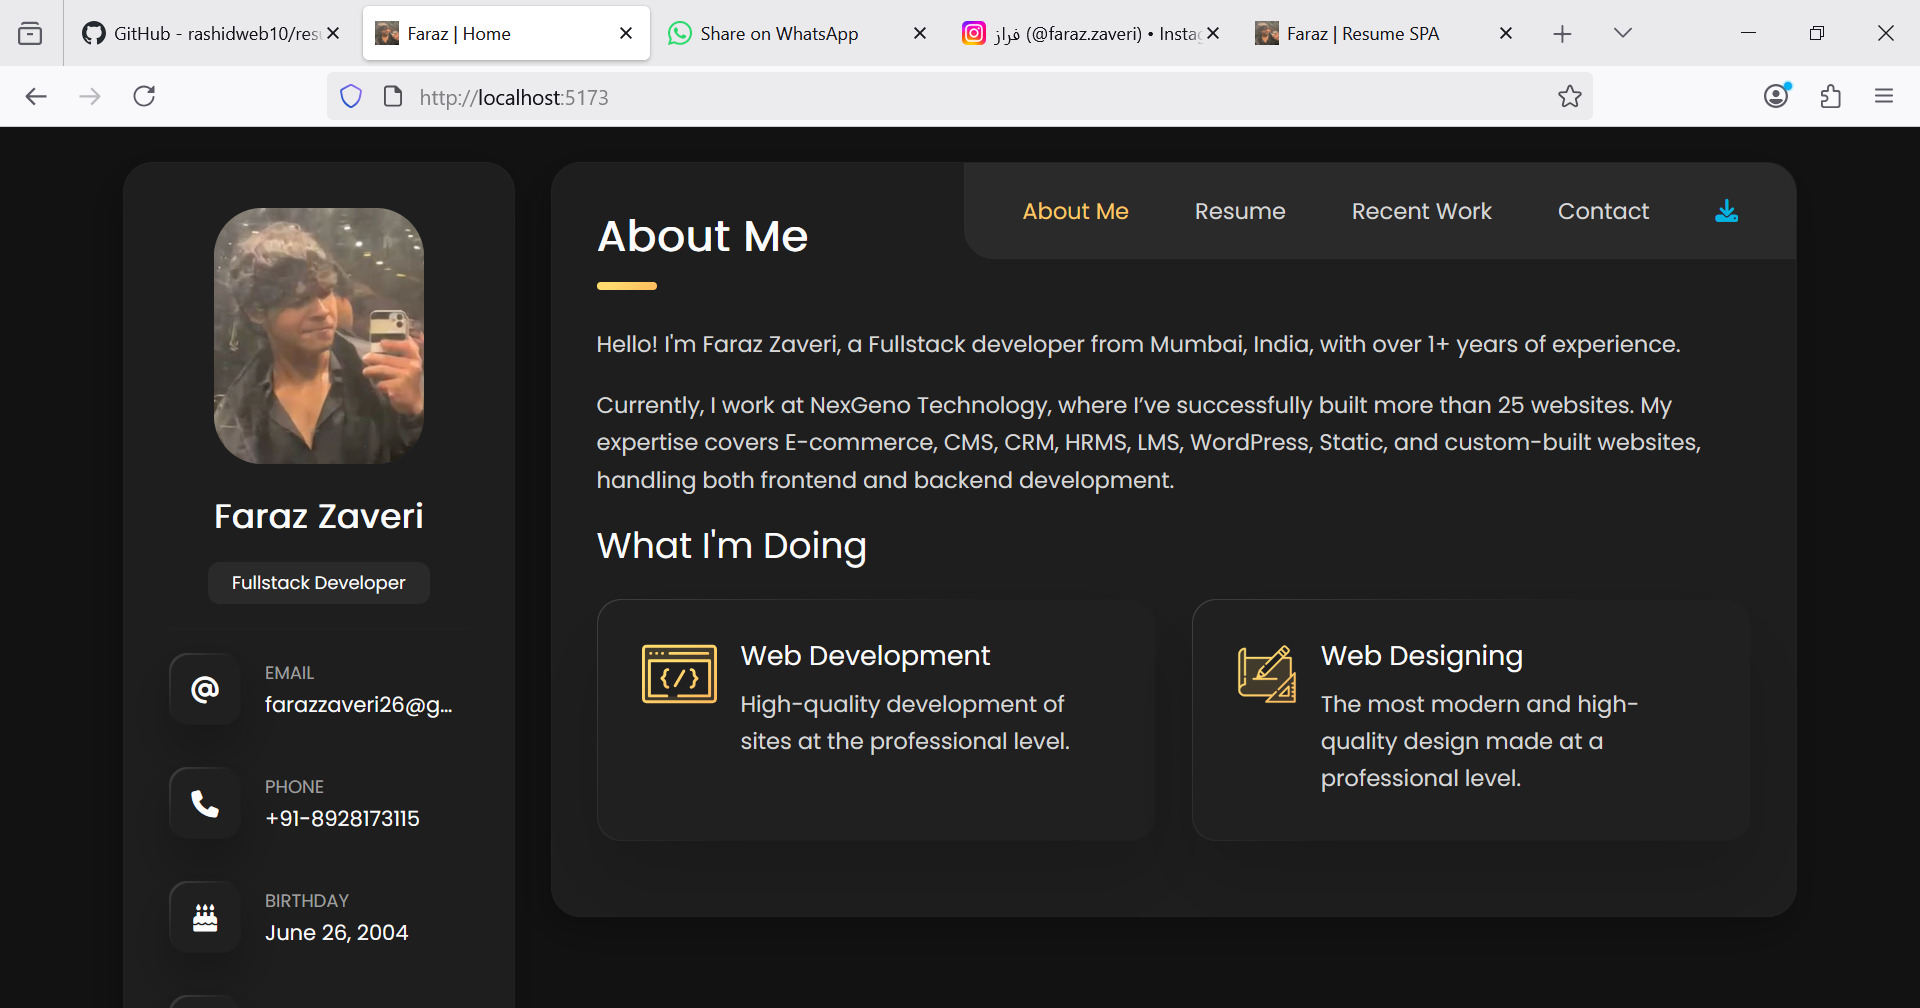 GitHub - rashidweb10/resu
Faraz | Home
Share on WhatsApp
فراز (@faraz.zaveri) • Instag
Faraz | Resume SPA
http://localhost:5173
About Me
Resume
Recent Work
Contact
Faraz Zaveri
Fullstack Developer
EMAIL
farazzaveri26@g...
PHONE
+91-8928173115
BIRTHDAY
June 26, 2004
About Me
Hello! I'm Faraz Zaveri, a Fullstack developer from Mumbai, India, with over 1+ years of experience.
Currently, I work at NexGeno Technology, where I’ve successfully built more than 25 websites. My
expertise covers E-commerce, CMS, CRM, HRMS, LMS, WordPress, Static, and custom-built websites,
handling both frontend and backend development.
What I'm Doing
Web Development
High-quality development of
sites at the professional level.
Web Designing
The most modern and high-
quality design made at a
professional level.